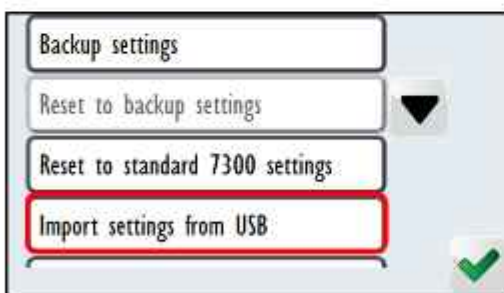 Backup settings
Reset to backup settings
Reset to standard 7300 settings
Import settings from USB